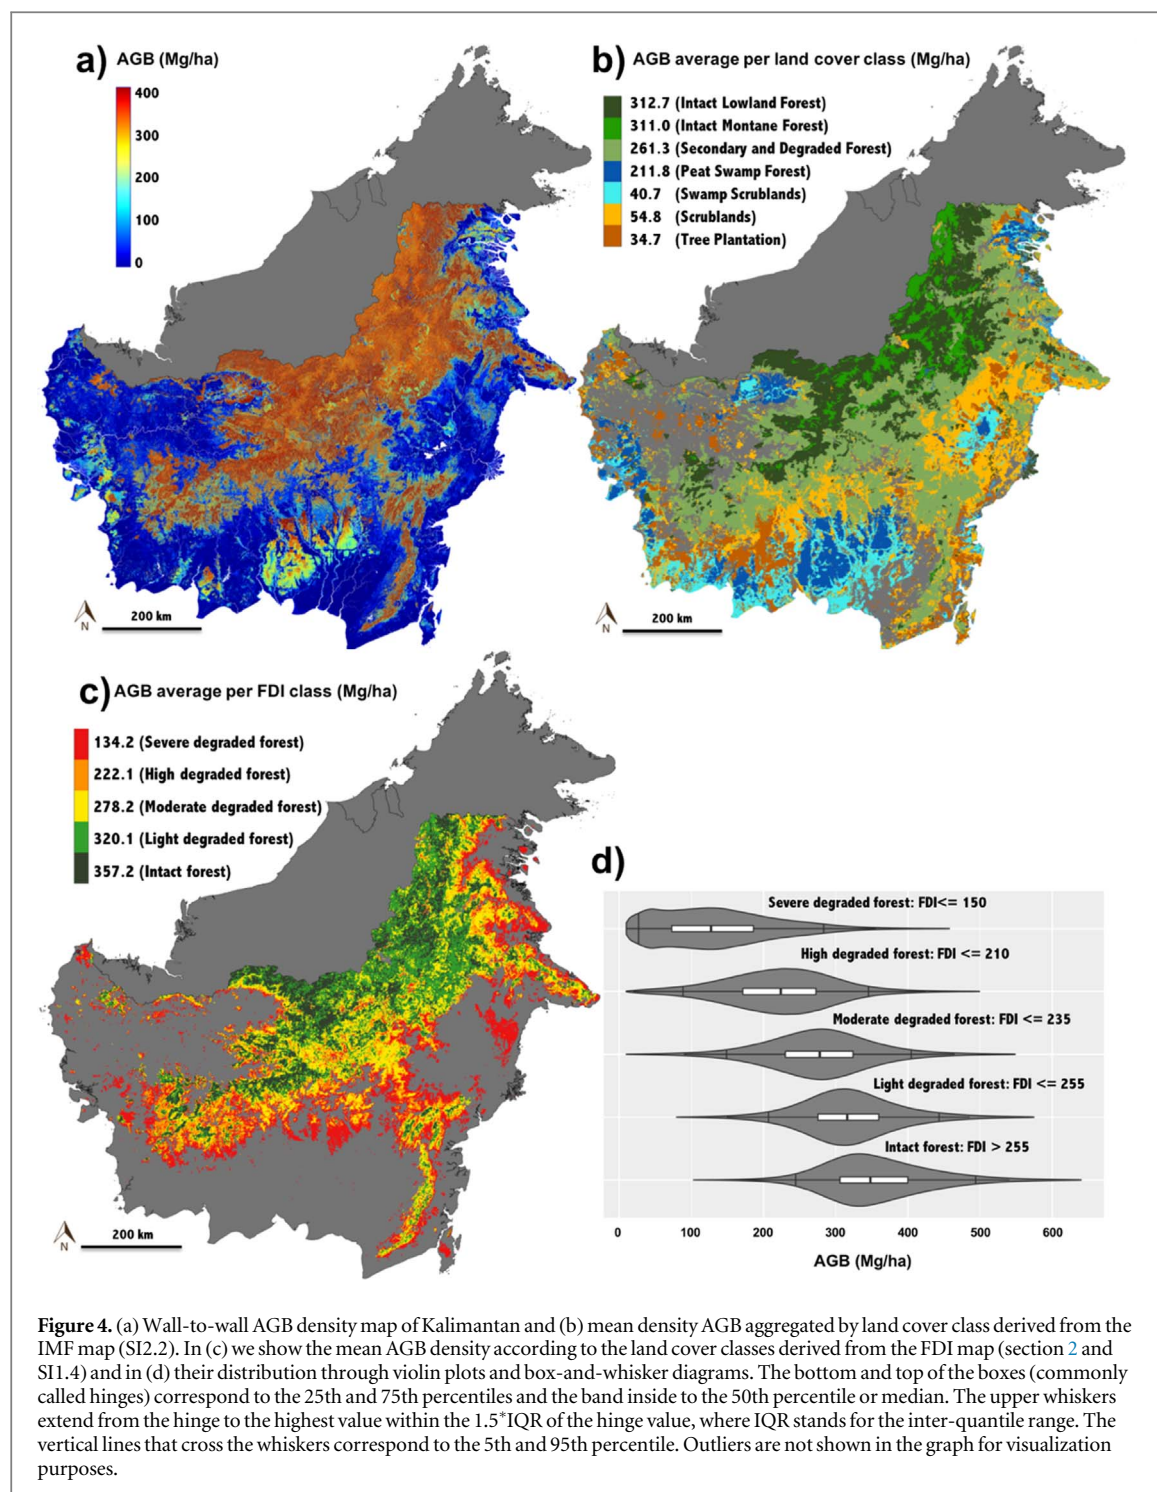 a) AGB (Mg/ha)
400
300
200
100
0
N
200 km
b) AGB average per land cover class (Mg/ha)
312.7 (Intact Lowland Forest)
311.0 (Intact Montane Forest)
261.3 (Secondary and Degraded Forest)
211.8 (Peat Swamp Forest)
40.7 (Swamp Scrublands)
54.8 (Scrublands)
34.7 (Tree Plantation)
N
200 km
c) AGB average per FDI class (Mg/ha)
134.2 (Severe degraded forest)
222.1 (High degraded forest)
278.2 (Moderate degraded forest)
320.1 (Light degraded forest)
357.2 (Intact forest)
N
200 km
d)
Severe degraded forest: FDI<= 150
High degraded forest: FDI <= 210
Moderate degraded forest: FDI <= 235
Light degraded forest: FDI <= 255
Intact forest: FDI > 255
0 100 200 300 400 500 600
AGB (Mg/ha)
Figure 4. (a) Wall-to-wall AGB density map of Kalimantan and (b) mean density AGB aggregated by land cover class derived from the
IMF map (SI2.2). In (c) we show the mean AGB density according to the land cover classes derived from the FDI map (section 2 and
SI1.4) and in (d) their distribution through violin plots and box-and-whisker diagrams. The bottom and top of the boxes (commonly
called hinges) correspond to the 25th and 75th percentiles and the band inside to the 50th percentile or median. The upper whiskers
extend from the hinge to the highest value within the 1.5*IQR of the hinge value, where IQR stands for the inter-quantile range. The
vertical lines that cross the whiskers correspond to the 5th and 95th percentile. Outliers are not shown in the graph for visualization
purposes.